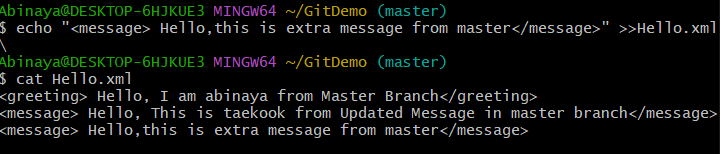 Abinaya@DESKTOP-6HJKUE3 MINGW64 ~/GitDemo (master)
$ echo "<message> Hello,this is extra message from master</message>" >>Hello.xml
\
Abinaya@DESKTOP-6HJKUE3 MINGW64 ~/GitDemo (master)
$ cat Hello.xml
<greeting> Hello, I am abinaya from Master Branch</greeting>
<message> Hello, This is taekook from Updated Message in master branch</message>
<message> Hello,this is extra message from master</message>